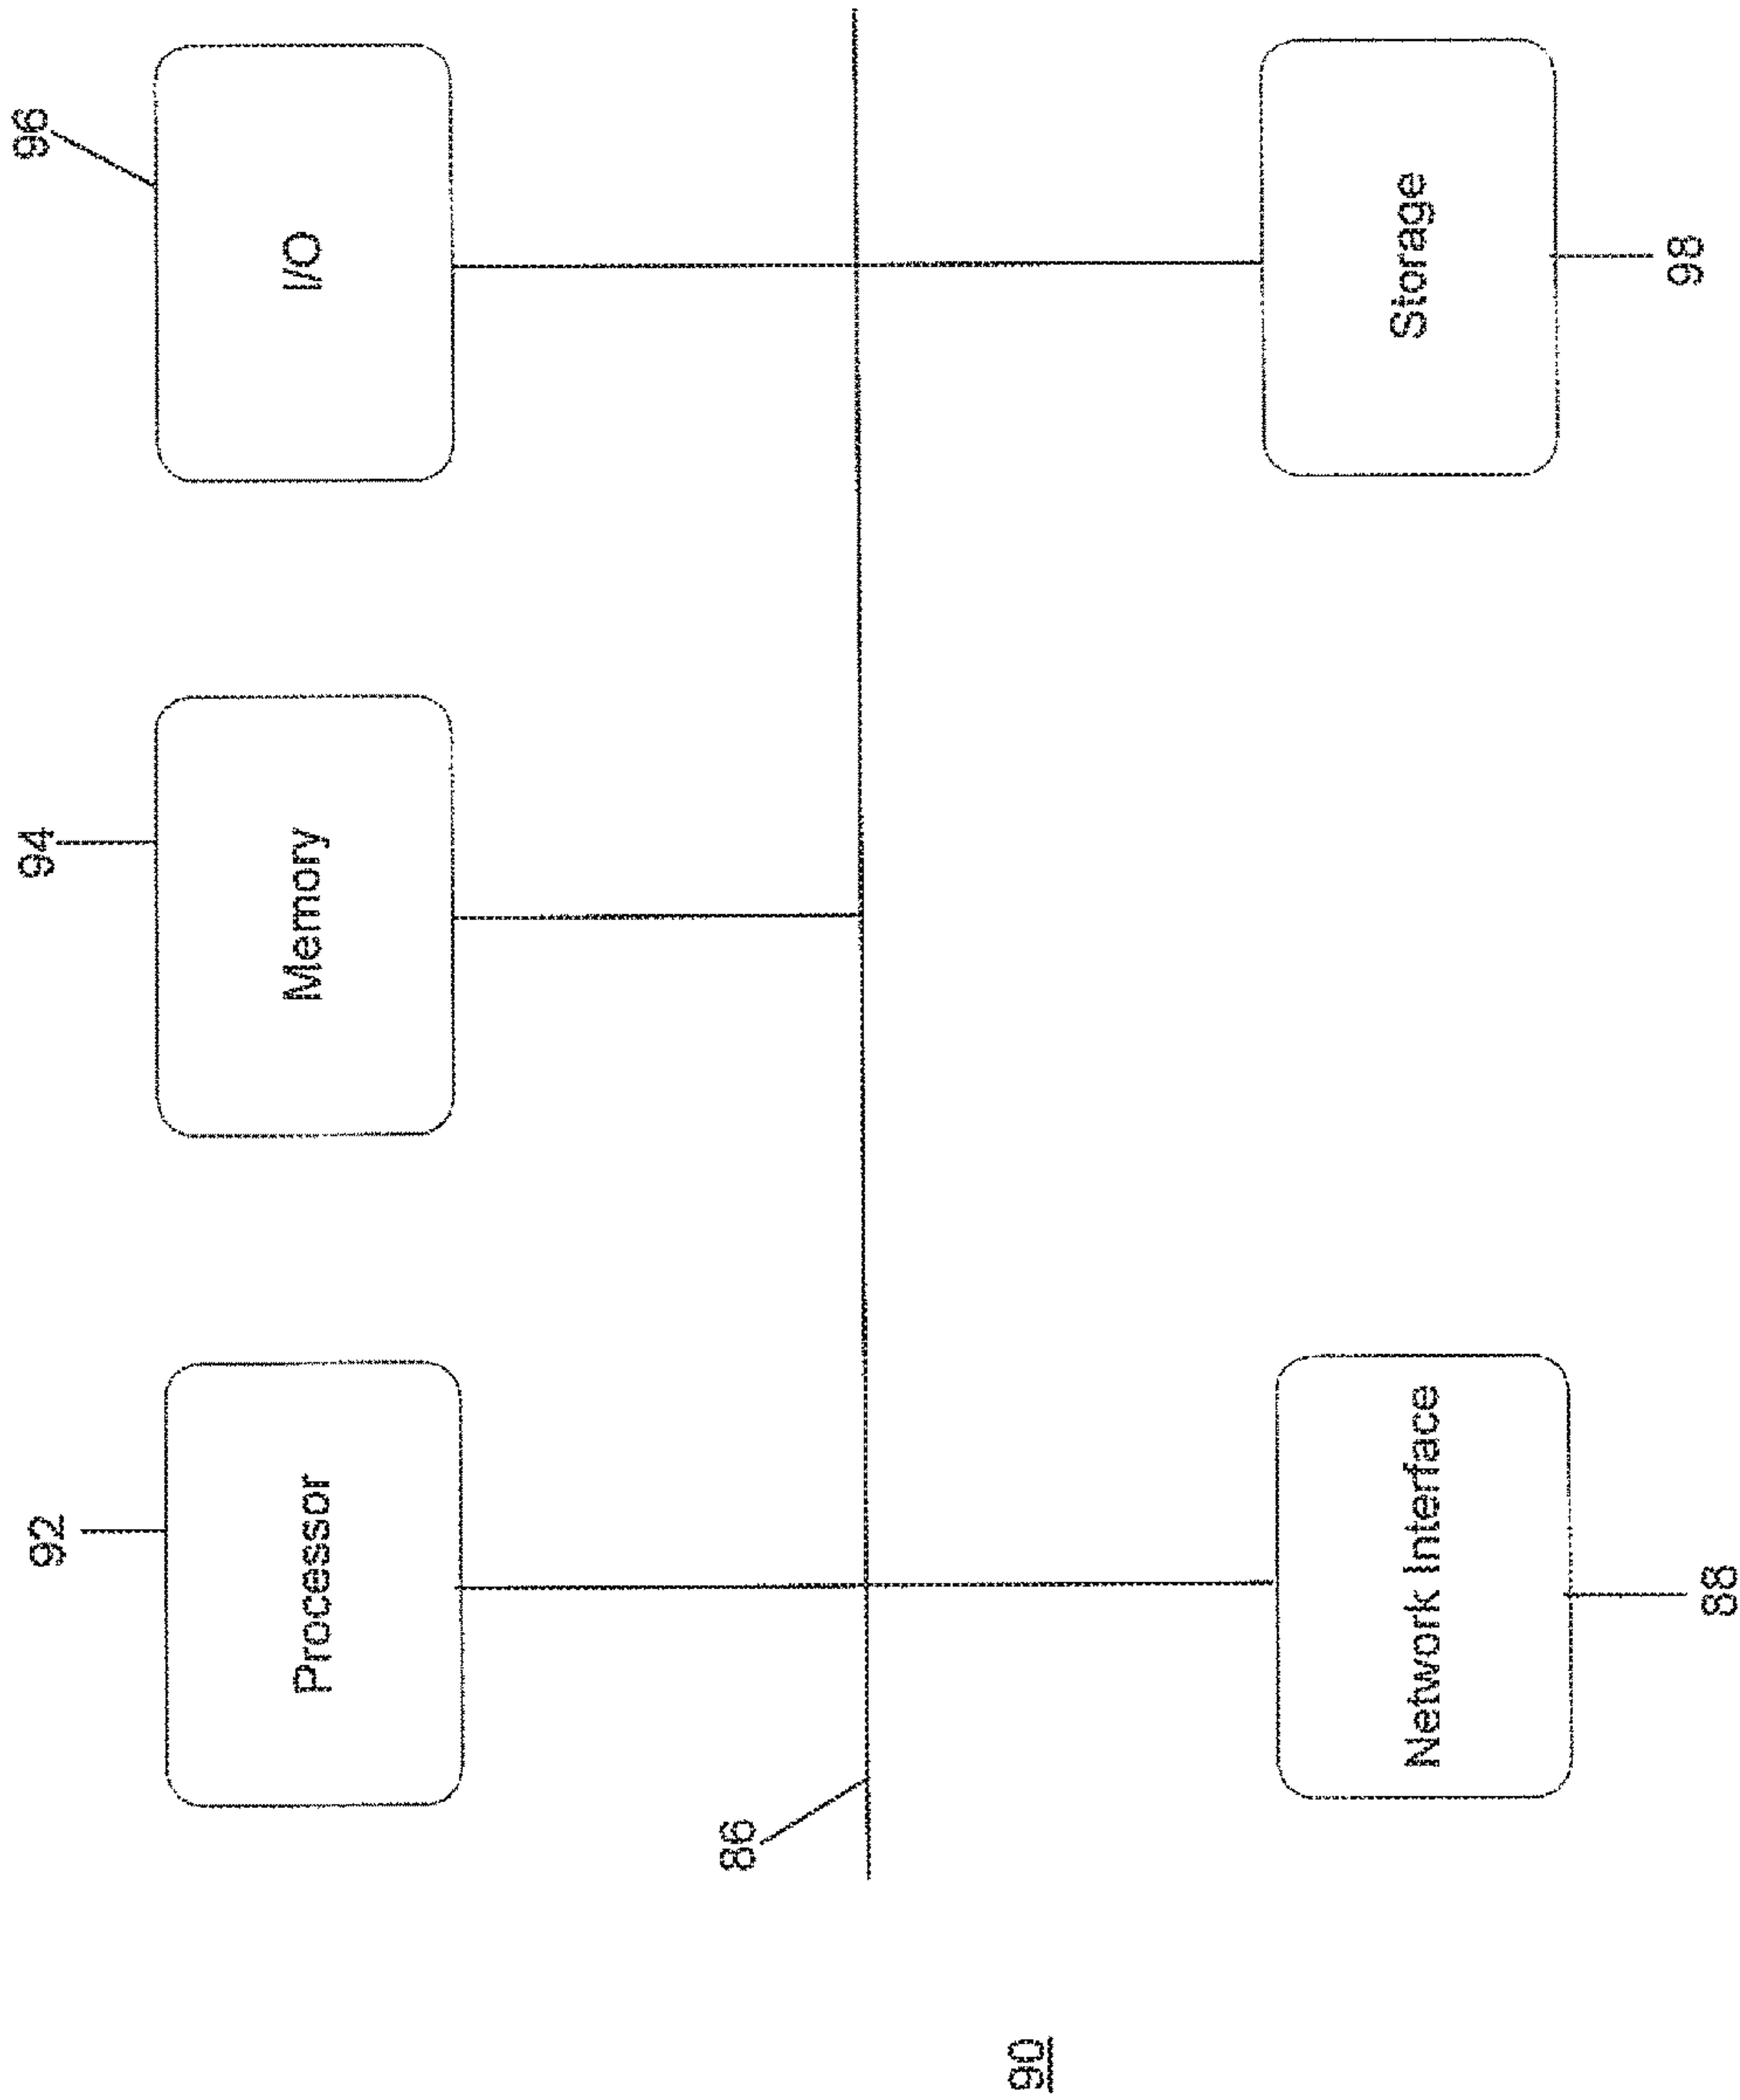 92
94
96
Processor
Memory
I/O
86
90
Network Interface
Storage
88
98